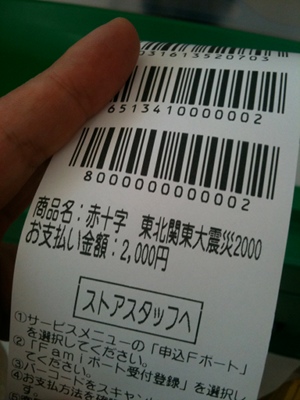 031613520703
6513410000002
8000000000002
商品名：赤十字　東北関東大震災2000
お支払い金額：2,000円
ストアスタッフへ
①サービスメニューの「申込Fポート」
を選択してください。
②「Famiポート受付登録」を選択し
てください。
③バーコードをスキャン
④お支払方法を